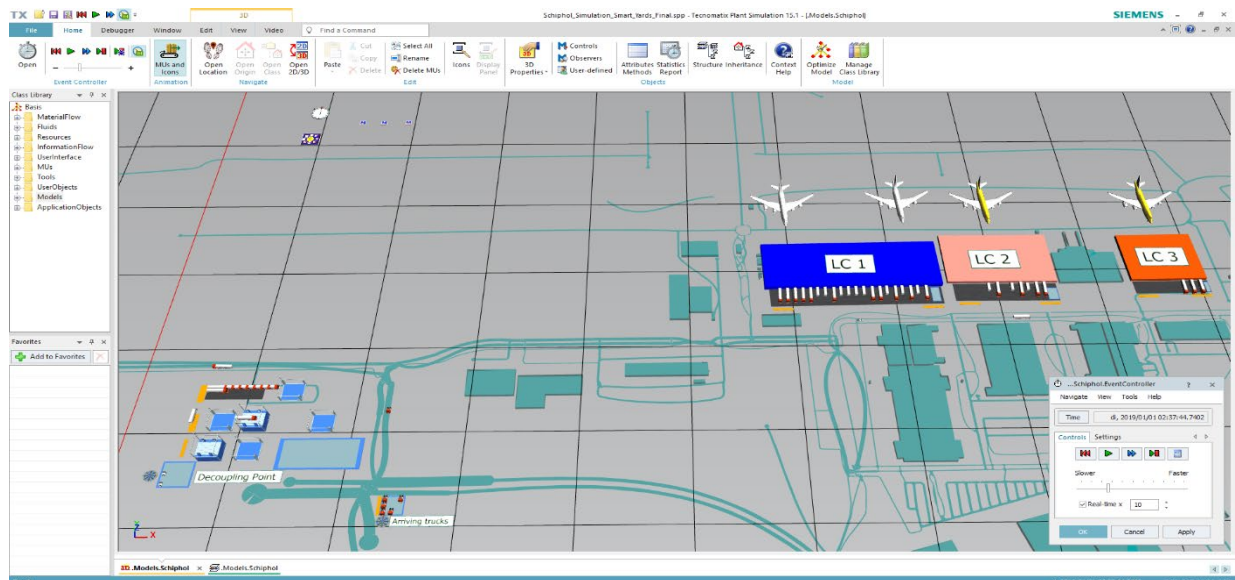 TX
3D
Schiphol_Simulation_Smart_Yards_Final.spp - Tecnomatix Plant Simulation 15.1 - [.Models.Schiphol]
SIEMENS
File Home Debugger Window Edit View Video Find a Command
Open
Event Controller
MUs and Icons
Animation
Open Location
Open Origin
Open Class
Open 2D/3D
Navigate
Paste
Cut
Copy
Delete
Select All
Rename
Delete MUs
Edit
Icons
Display Panel
3D Properties
Controls
Observers
User-defined
Attributes Methods
Statistics Report
Structure
Inheritance
Objects
Context Help
Optimize Model
Manage Class Library
Model
Class Library
Basis
MaterialFlow
Fluids
Resources
InformationFlow
UserInterface
MUs
Tools
UserObjects
Models
ApplicationObjects
Favorites
Add to Favorites
LC 1
LC 2
LC 3
Decoupling Point
Arriving trucks
X
...Schiphol.EventController
Navigate View Tools Help
Time di, 2019/01/01 02:37:44.7402
Controls Settings
Slower Faster
Real-time x 10
OK Cancel Apply
3D .Models.Schiphol
.Models.Schiphol